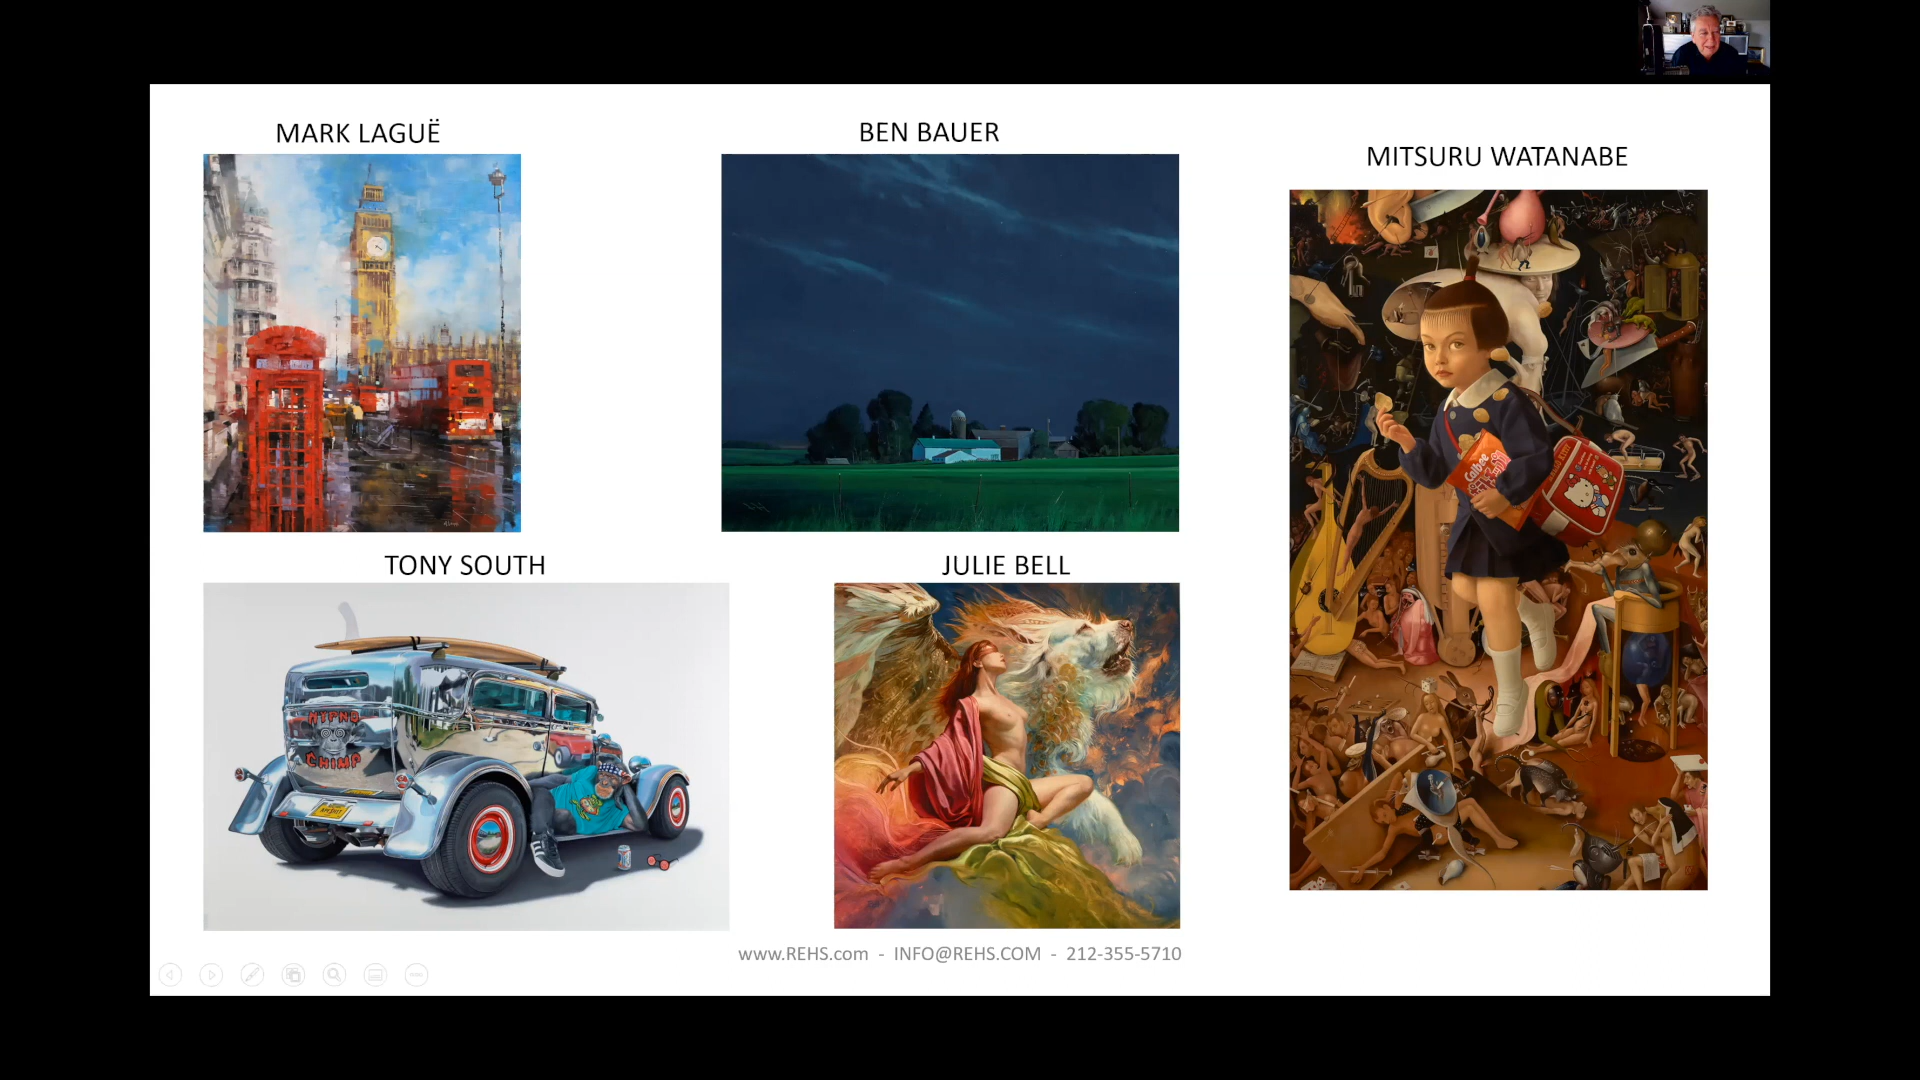 MARK LAGUË
BEN BAUER
MITSURU WATANABE
Calbee
TONY SOUTH
JULIE BELL
HYPNO
CHIMP
www.REHS.com - INFO@REHS.COM - 212-355-5710